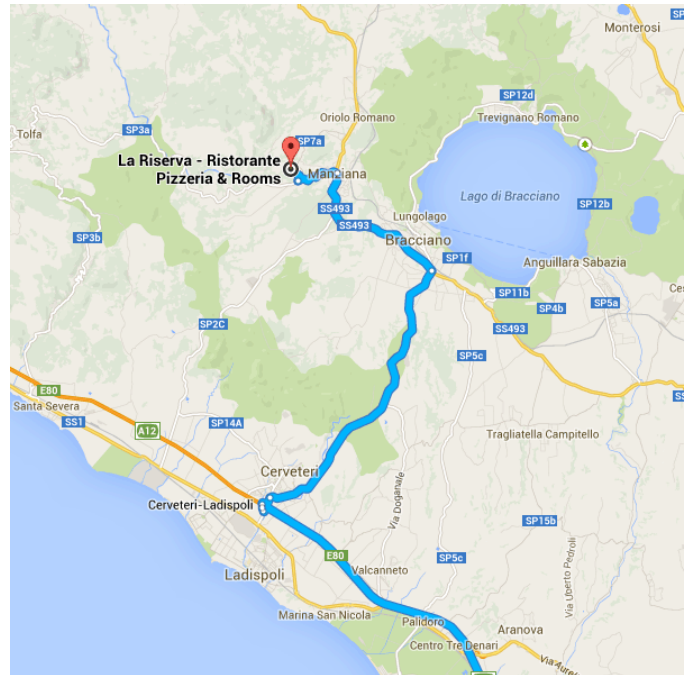 Monterosi
SP12d
Trevignano Romano
Oriolo Romano
SP3a
Tolfa
SP7a
La Riserva - Ristorante
Pizzeria & Rooms
Manziana
Lago di Bracciano
SP12b
SS493
SS493
Lungolago
Bracciano
SP3b
SP1f
Anguillara Sabazia
SP11b
SP4b
SP5a
SP2C
SS493
SP5c
E80
Santa Severa
SS1
A12
SP14A
Tragliatella Campitello
Cerveteri
Cerveteri-Ladispoli
Via Doganale
SP15b
E80
SP5c
Valcanneto
Ladispoli
Via Uberto Pedroli
Marina San Nicola
Palidoro
Aranova
Centro Tre Denari